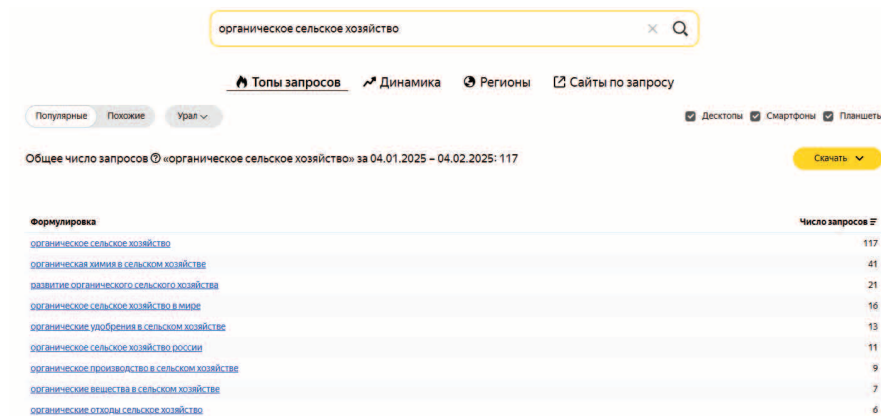 органическое сельское хозяйство
Топы запросов Динамика Регионы Сайты по запросу
Популярные Похожие Урал Десктопы Смартфоны Планшеты
Общее число запросов «органическое сельское хозяйство» за 04.01.2025 – 04.02.2025: 117 Скачать
Формулировка Число запросов
органическое сельское хозяйство 117
органическая химия в сельском хозяйстве 41
развитие органического сельского хозяйства 21
органическое сельское хозяйство в мире 16
органические удобрения в сельском хозяйстве 13
органическое сельское хозяйство россии 11
органическое производство в сельском хозяйстве 9
органические вещества в сельском хозяйстве 7
органические отходы сельское хозяйство 6